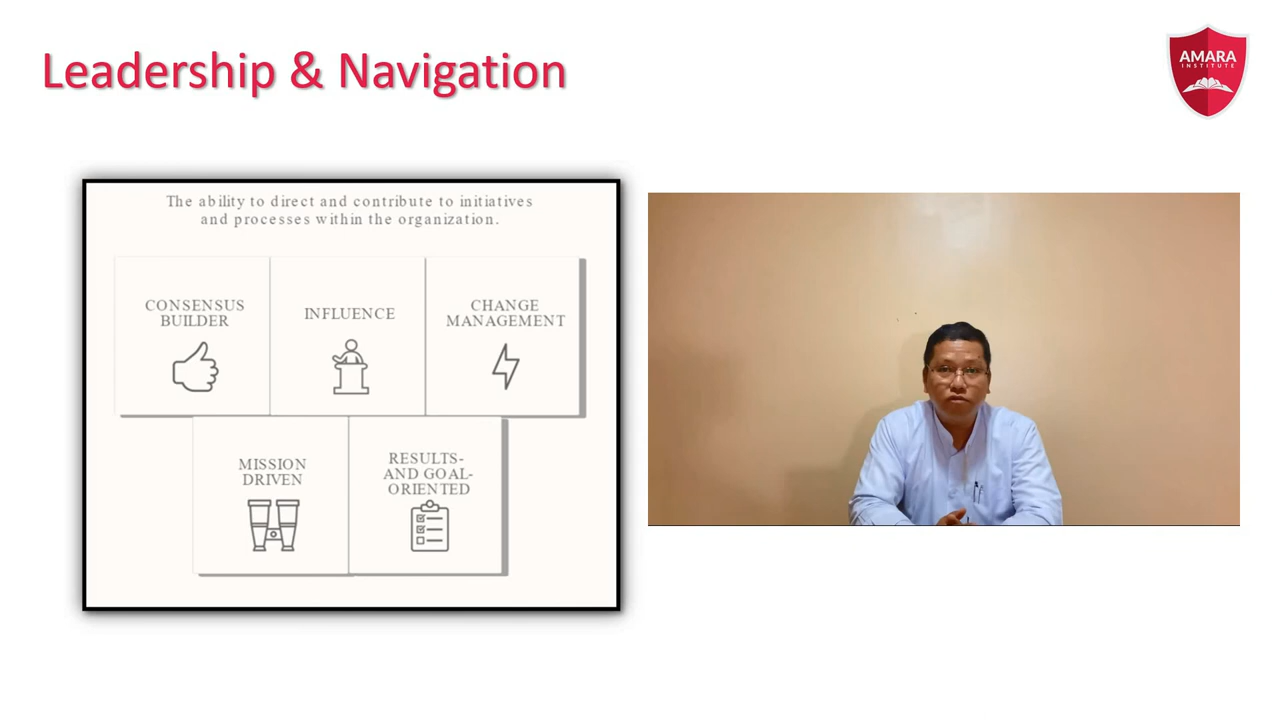 Leadership & Navigation
AMARA
INSTITUTE
The ability to direct and contribute to initiatives
and processes within the organization.
CONSENSUS
BUILDER
INFLUENCE
CHANGE
MANAGEMENT
MISSION
DRIVEN
RESULTS-
AND GOAL-
ORIENTED